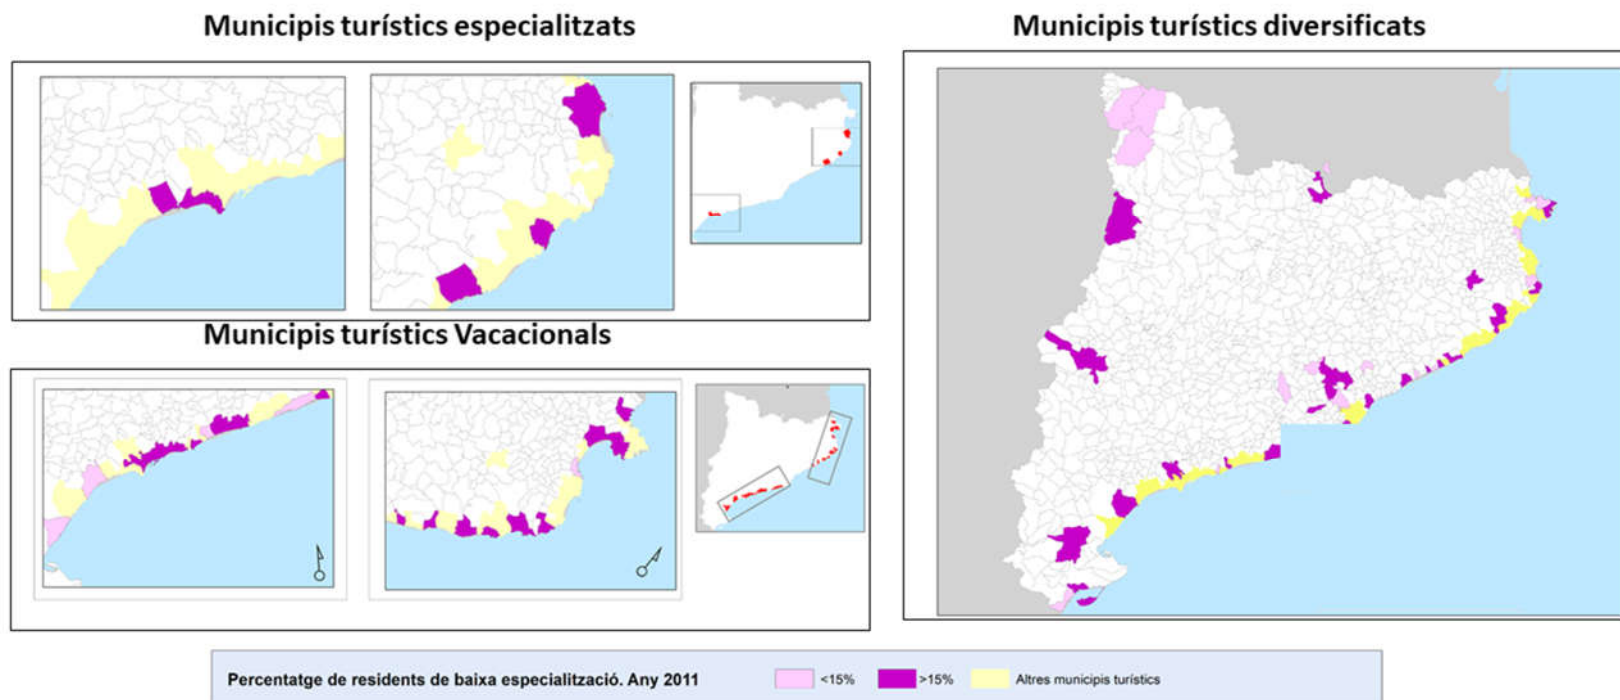 Municipis turístics especialitzats
Municipis turístics diversificats
Municipis turístics Vacacionals
Percentatge de residents de baixa especialització. Any 2011
<15%
>15%
Altres municipis turístics